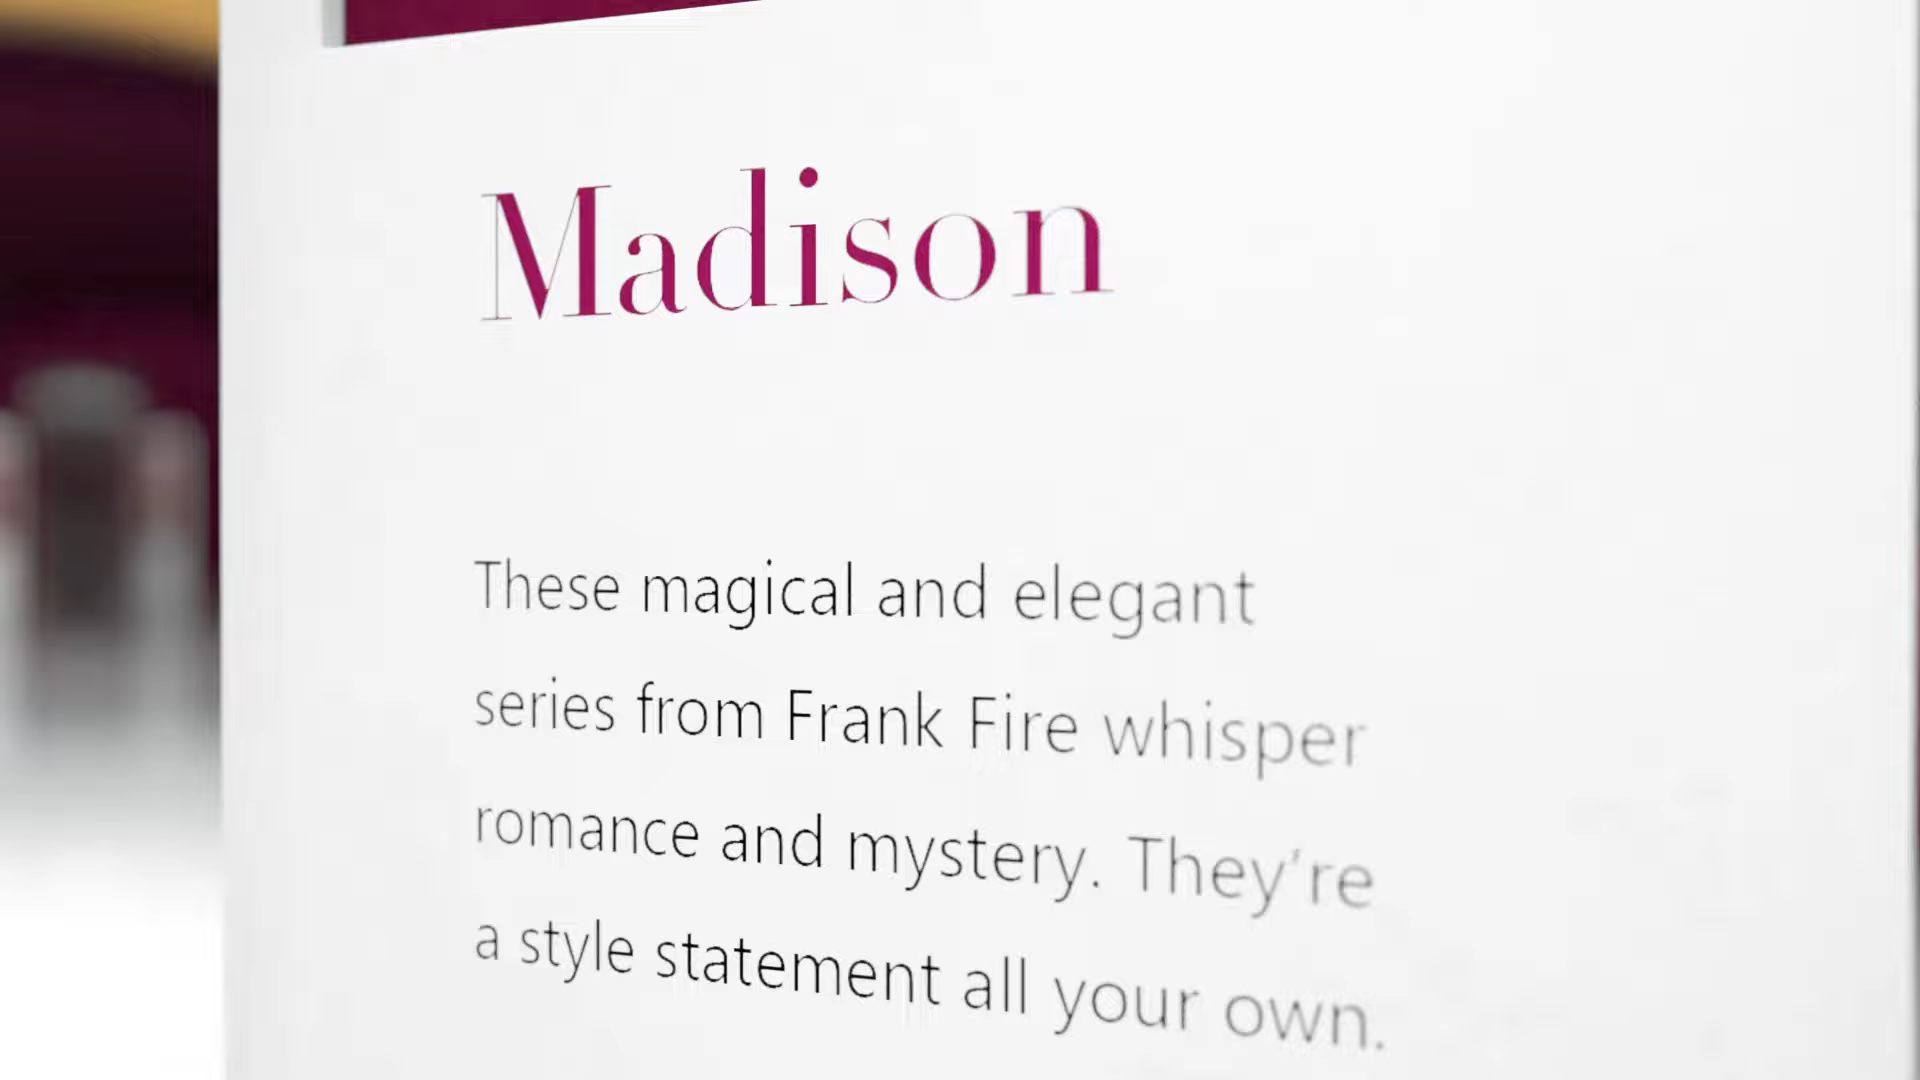 Madison
These magical and elegant
series from Frank Fire whisper
romance and mystery. They're
a style statement all your own.